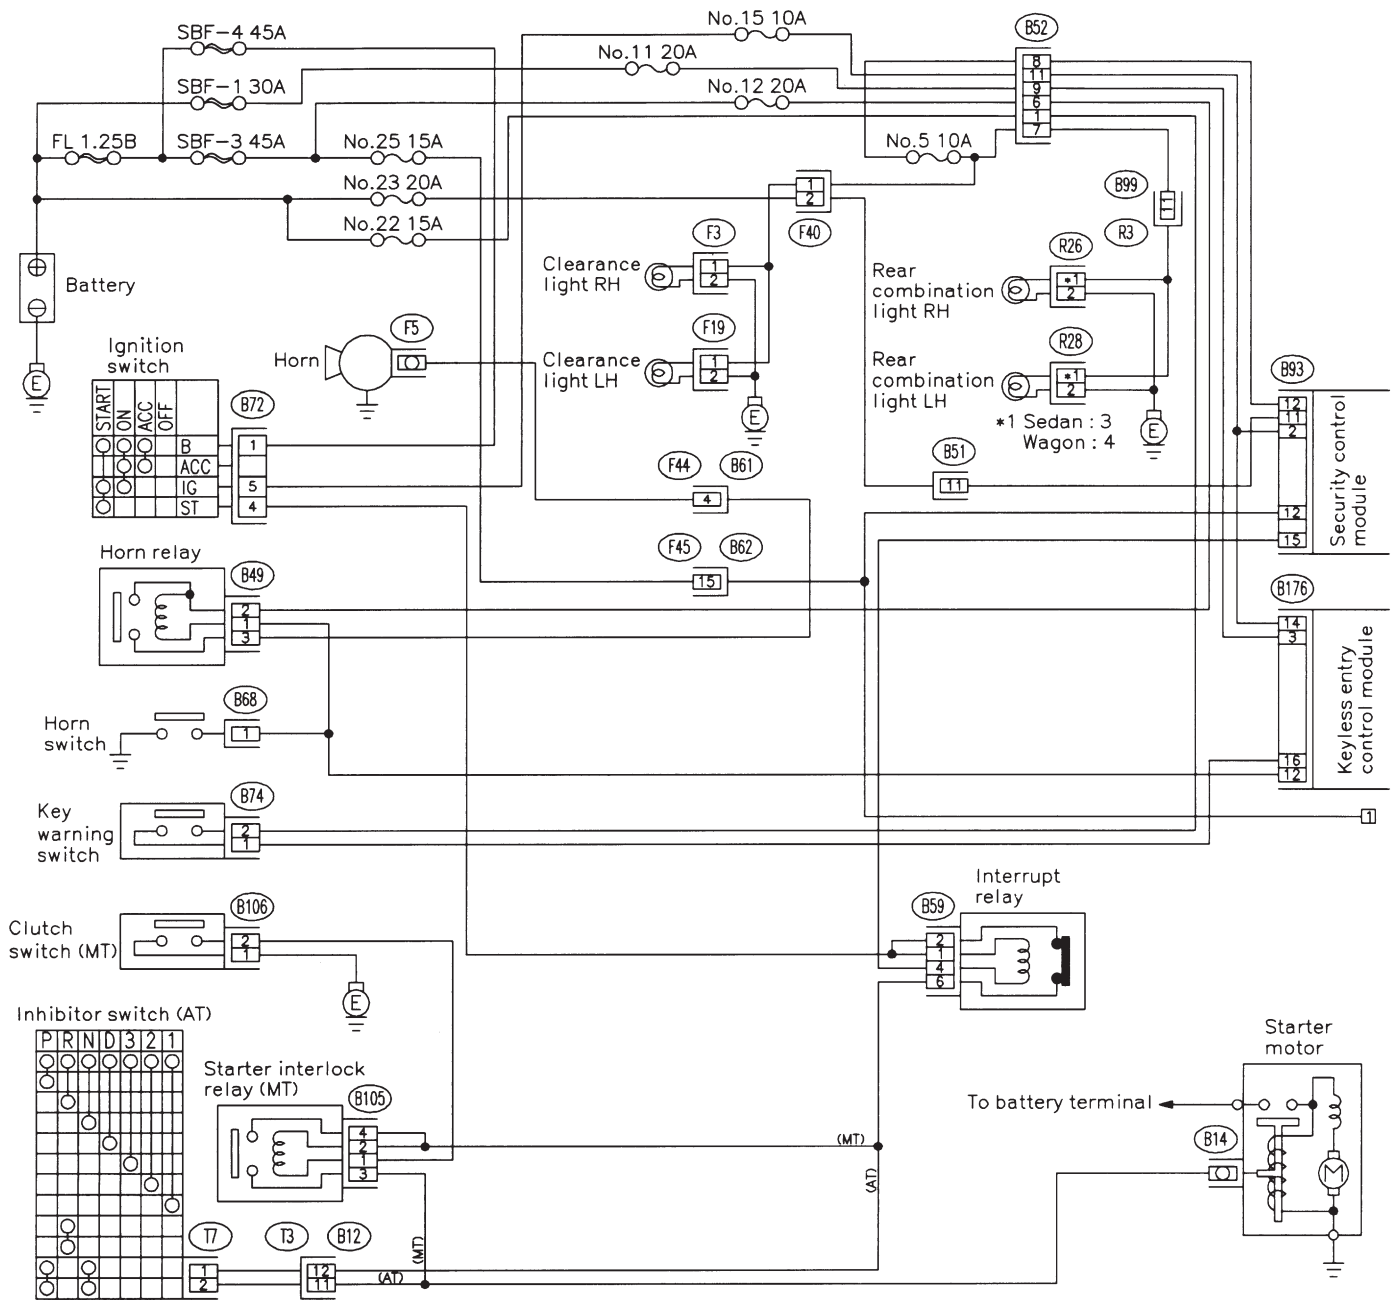 SBF-4 45A
No.15 10A
B52
No.11 20A
SBF-1 30A
No.12 20A
8
11
9
6
1
7
FL 1.25B
SBF-3 45A
No.25 15A
No.5 10A
No.23 20A
1
2
B99
11
No.22 15A
F3
F40
R3
R26
Battery
Clearance
light RH
1
2
Rear
combination
light RH
*1
2
F5
F19
R28
Ignition
switch
Horn
Clearance
light LH
1
2
Rear
combination
light LH
*1
2
B93
START
ON
ACC
OFF
B72
E
E
E
*1 Sedan : 3
Wagon : 4
12
11
2
12
15
Security control
module
B
ACC
IG
ST
1
5
4
F44
B61
4
B51
11
Horn relay
F45
B62
15
B49
2
1
3
B176
14
3
16
12
Keyless entry
control module
B68
Horn
switch
1
B74
Key
warning
switch
2
1
1
B106
Clutch
switch (MT)
2
1
E
Interrupt
relay
B59
2
1
4
6
Inhibitor switch (AT)
P R N D 3 2 1
Starter interlock
relay (MT)
B105
4
2
1
3
(MT)
(AT)
Starter
motor
To battery terminal
B14
M
T7
T3
B12
(MT)
1
2
12
11
(AT)